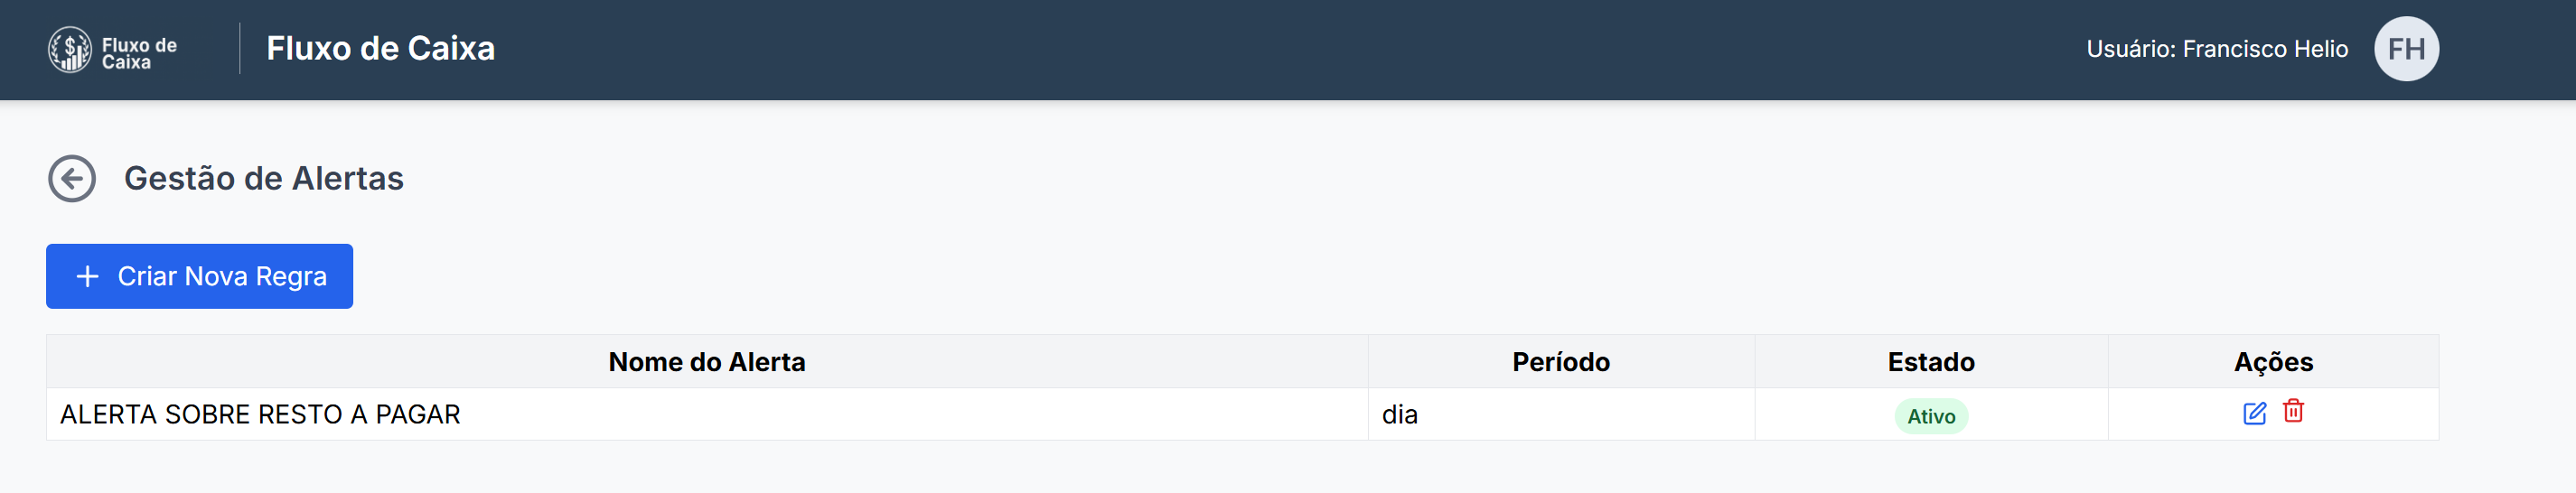 Fluxo de
Caixa
Fluxo de Caixa
Usuário: Francisco Helio
FH
Gestão de Alertas
Criar Nova Regra
Nome do Alerta
Período
Estado
Ações
ALERTA SOBRE RESTO A PAGAR
dia
Ativo